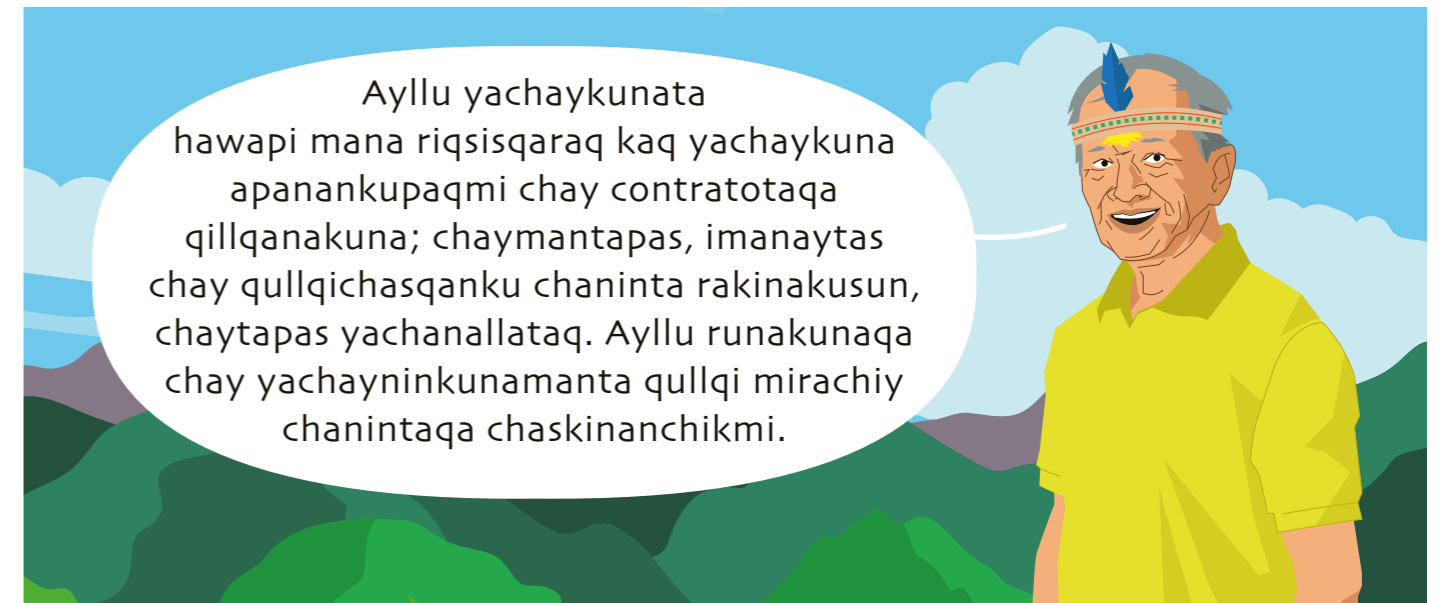 Ayllu yachaykunata
hawapi mana riqsisqaraq kaq yachaykuna
apanankupaqmi chay contratotaqa
qillqanakuna; chaymantapas, imanaytas
chay qullqichasqanku chaninta rakinakusun,
chaytapas yachanallataq. Ayllu runakunaqa
chay yachayninkunamanta qullqi mirachiy
chanintaqa chaskinanchikmi.